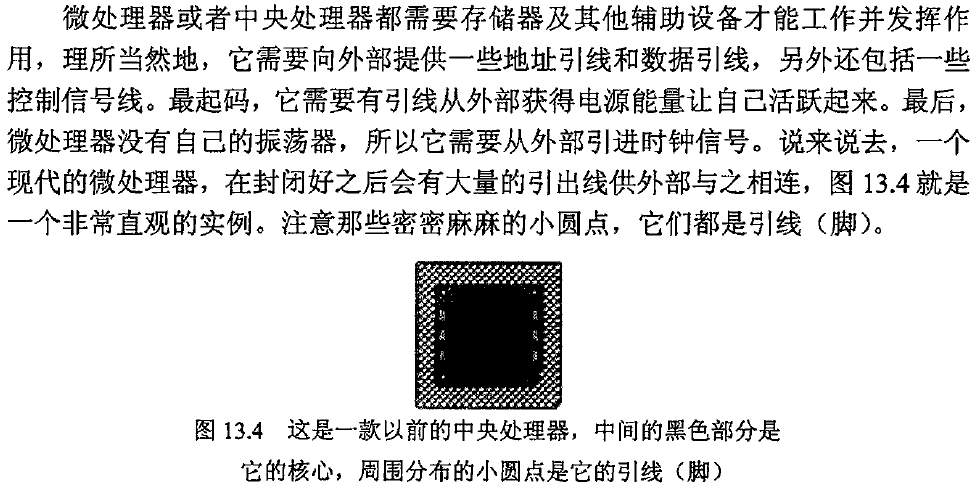 微处理器或者中央处理器都需要存储器及其他辅助设备才能工作并发挥作
用，理所当然地，它需要向外部提供一些地址引线和数据引线，另外还包括一些
控制信号线。最起码，它需要有引线从外部获得电源能量让自己活跃起来。最后，
微处理器没有自己的振荡器，所以它需要从外部引进时钟信号。说来说去，一个
现代的微处理器，在封闭好之后会有大量的引出线供外部与之相连，图 13.4 就是
一个非常直观的实例。注意那些密密麻麻的小圆点，它们都是引线（脚）。
图 13.4　这是一款以前的中央处理器，中间的黑色部分是
它的核心，周围分布的小圆点是它的引线（脚）